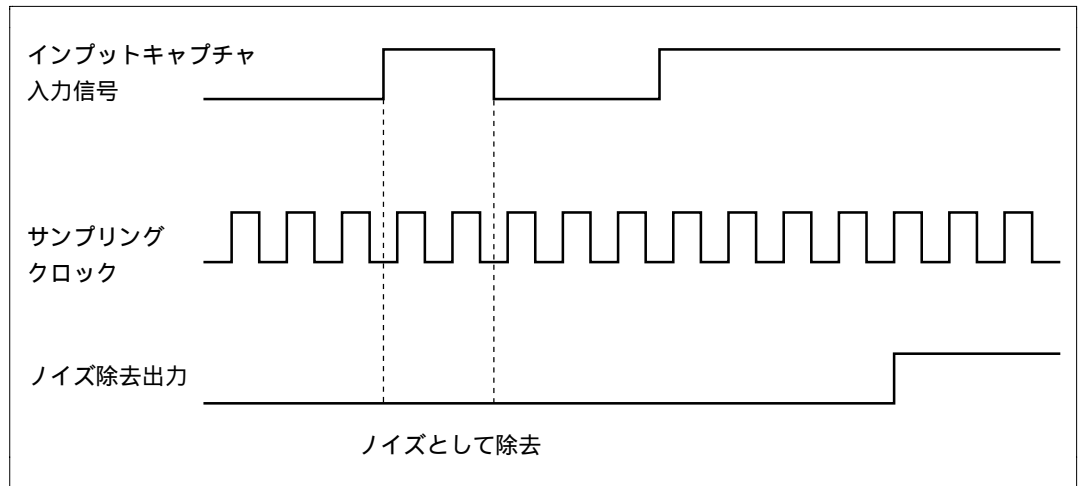 インプットキャプチャ
入力信号
サンプリング
クロック
ノイズ除去出力
ノイズとして除去